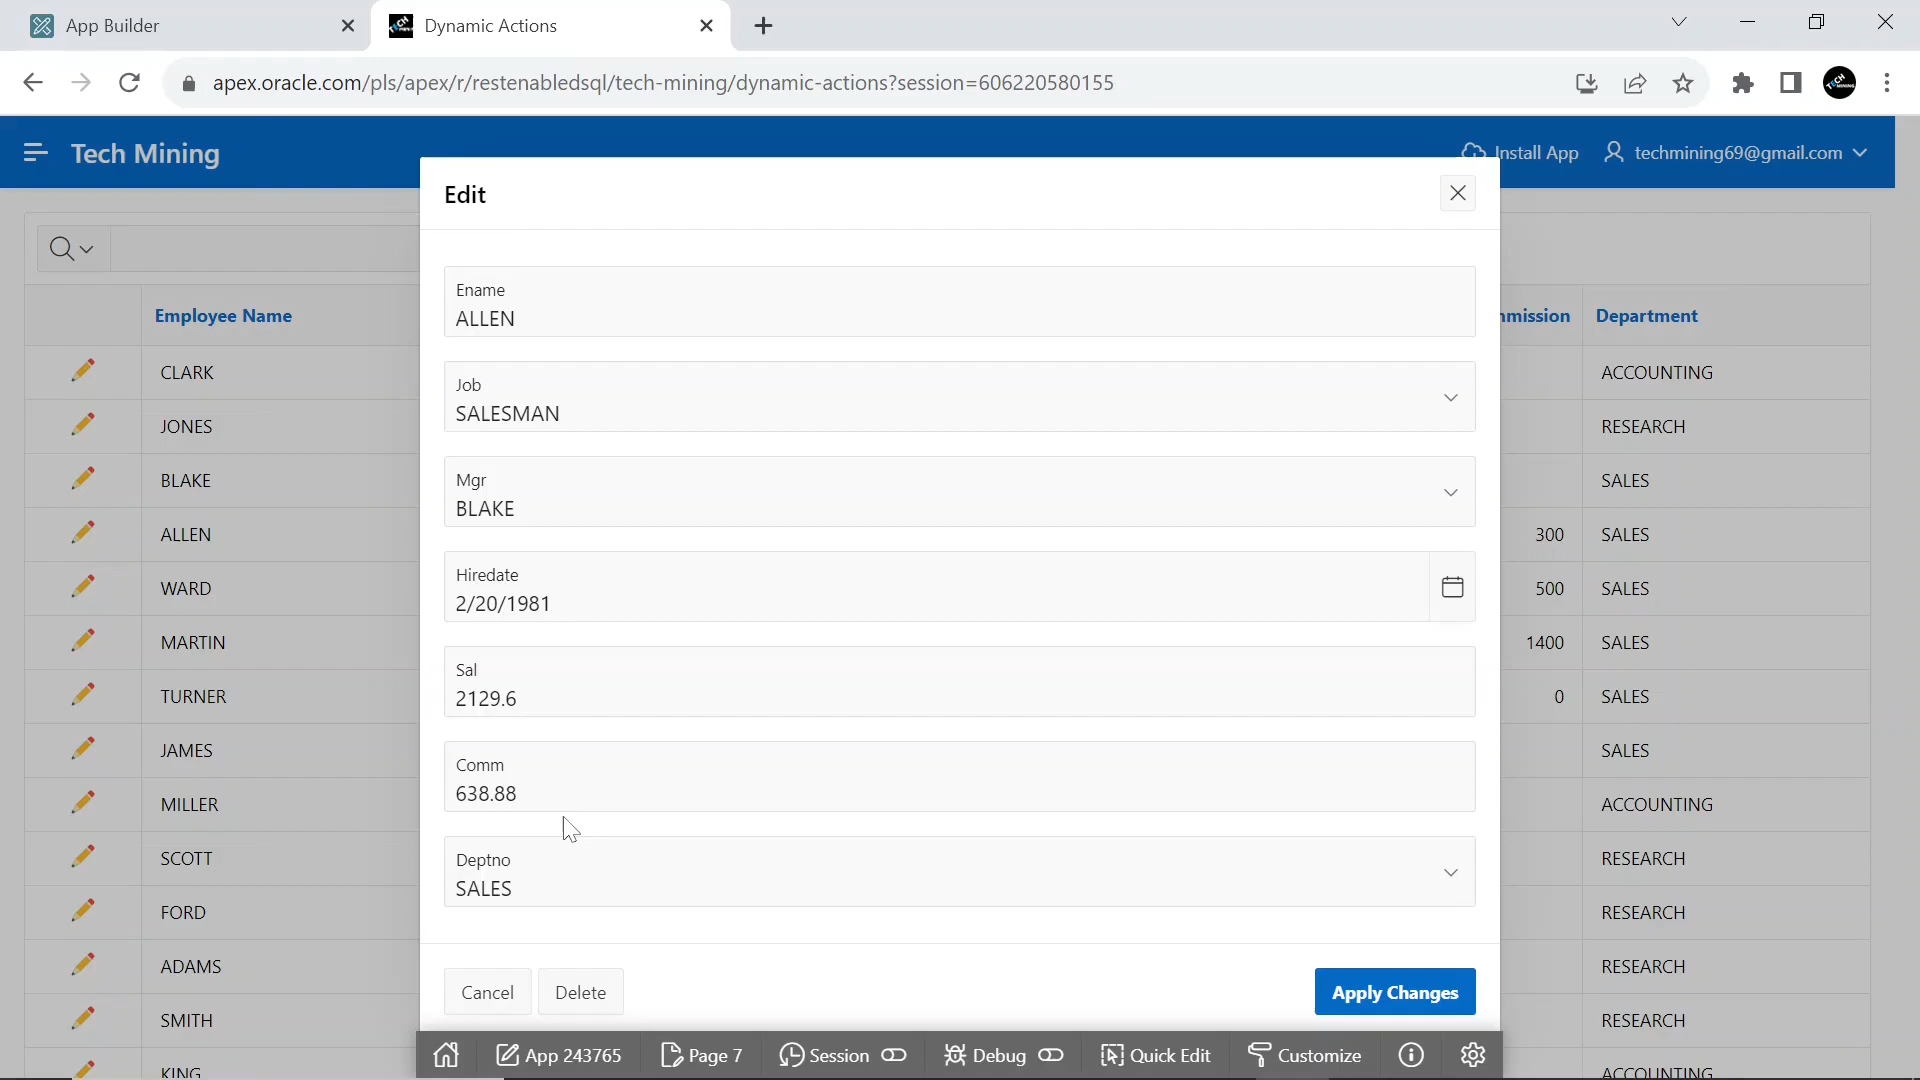 App Builder
Dynamic Actions
apex.oracle.com/pls/apex/r/restenabledsql/tech-mining/dynamic-actions?session=606220580155
Tech Mining
Install App
techmining69@gmail.com
Edit
Employee Name
mmission
Department
CLARK
ACCOUNTING
JONES
RESEARCH
BLAKE
SALES
ALLEN
300
SALES
WARD
500
SALES
MARTIN
1400
SALES
TURNER
0
SALES
JAMES
SALES
MILLER
ACCOUNTING
SCOTT
RESEARCH
FORD
RESEARCH
ADAMS
RESEARCH
SMITH
RESEARCH
KING
ACCOUNTING
Ename
ALLEN
Job
SALESMAN
Mgr
BLAKE
Hiredate
2/20/1981
Sal
2129.6
Comm
638.88
Deptno
SALES
Cancel
Delete
Apply Changes
App 243765
Page 7
Session
Debug
Quick Edit
Customize